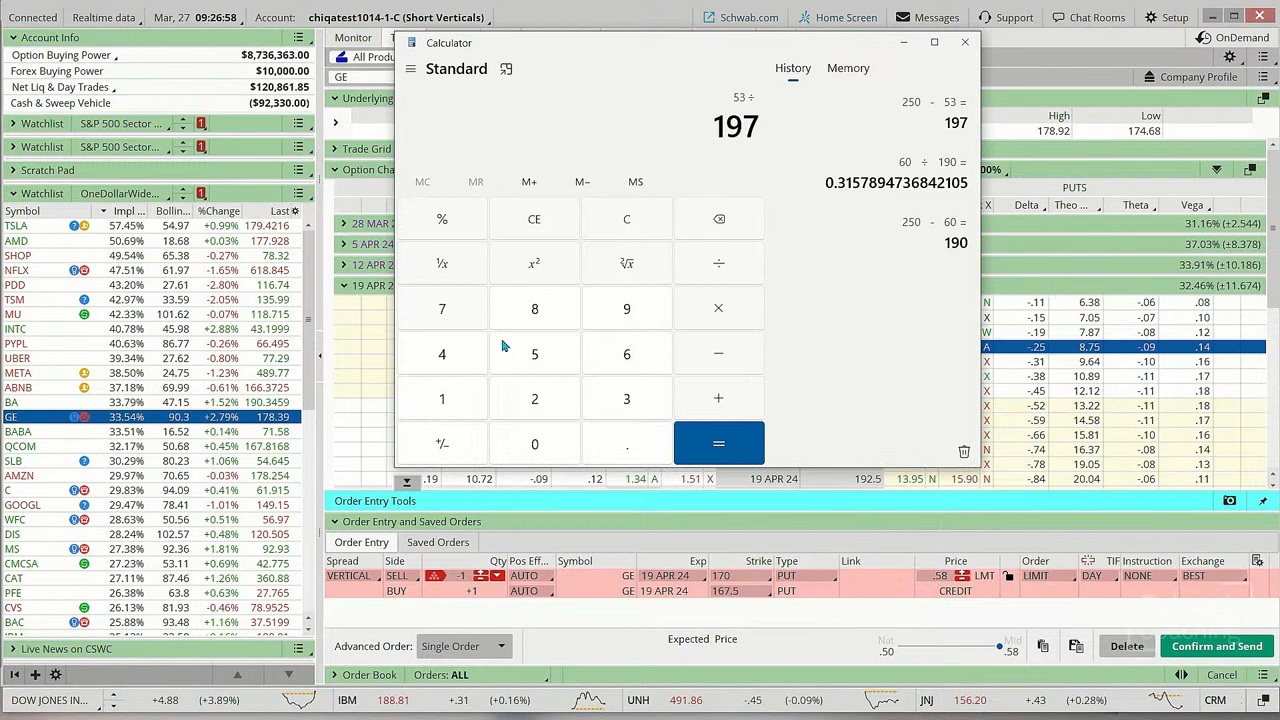 Connected Realtime data Mar, 27 09:26:58 Account: chiqatest1014-1-C (Short Verticals) Schwab.com Home Screen Messages Support Chat Rooms Setup
Account Info
Option Buying Power $8,736,363.00
Forex Buying Power $10,000.00
Net Liq & Day Trades $120,861.85
Cash & Sweep Vehicle ($92,330.00)
Watchlist S&P 500 Sector ... 1
Watchlist S&P 500 Sector ... 1
Scratch Pad
Watchlist OneDollarWide... 1
Symbol Impl ... Bollin... %Change Last
TSLA 57.45% 54.97 +0.99% 179.4216
AMD 50.69% 18.68 +0.03% 177.928
SHOP 49.54% 65.38 -0.27% 78.32
NFLX 47.51% 61.97 -1.65% 618.845
PDD 43.20% 27.61 -2.80% 116.74
TSM 42.97% 33.59 -2.05% 135.99
MU 42.33% 101.62 -0.07% 118.715
INTC 40.78% 45.98 +2.88% 43.1999
PYPL 40.63% 86.77 -0.26% 66.495
UBER 39.34% 27.62 -0.80% 77.29
META 38.50% 24.75 -1.23% 489.77
ABNB 37.18% 69.99 -0.61% 166.3725
BA 33.79% 47.15 +1.52% 190.3459
GE 33.54% 90.3 +2.79% 178.39
BABA 33.51% 16.52 +0.14% 71.58
QCOM 32.17% 50.68 -0.45% 167.8168
SLB 30.29% 80.23 +1.06% 54.645
AMZN 29.97% 70.65 -0.03% 178.254
C 29.83% 94.09 +0.41% 61.915
GOOGL 29.47% 78.41 -1.01% 149.15
WFC 28.63% 50.56 +0.51% 56.97
DIS 28.24% 102.57 +0.48% 120.505
MS 27.38% 92.36 +1.81% 92.93
CMCSA 27.23% 53.11 +0.69% 42.775
CAT 27.11% 87.46 +1.26% 360.88
PFE 26.38% 63.8 +0.93% 27.765
CVS 26.13% 81.93 -0.46% 78.9525
BAC 25.88% 93.48 +1.16% 37.5199
Live News on CSWC
Monitor
OnDemand
All Produ
GE
Company Profile
Underlying
High Low
178.92 174.68
Trade Grid
Option Cha
PUTS
X Delta Theo ... Theta Vega
28 MAR 31.16% (±2.544)
5 APR 24 37.03% (±8.378)
12 APR 33.91% (±10.186)
19 APR 32.46% (±11.674)
N -.11 6.38 -.06 .08
X -.15 7.05 -.07 .10
W -.19 7.87 -.08 .12
A -.25 8.75 -.09 .14
X -.31 9.64 -.10 .16
X -.38 10.89 -.11 .17
X -.45 12.12 -.11 .18
X -.52 13.22 -.11 .18
X -.59 14.58 -.11 .17
X -.66 15.81 -.11 .16
N -.74 16.37 -.08 .14
X -.78 19.05 -.11 .13
N -.84 20.04 -.08 .11
.19 10.72 -.09 .12 1.34 A 1.51 X 19 APR 24 192.5 13.95 N 15.90 N
Calculator
Standard
History Memory
53 ÷
197
250 - 53 =
197
60 ÷ 190 =
0.3157894736842105
250 - 60 =
190
MC MR M+ M− MS
% CE C
¹/x x² ²√x ÷
7 8 9 ×
4 5 6 −
1 2 3 +
+/− 0 . =
Order Entry Tools
Order Entry and Saved Orders
Order Entry Saved Orders
Spread Side Qty Pos Eff... Symbol Exp Strike Type Link Price Order TIF Instruction Exchange
VERTICAL SELL -1 AUTO GE 19 APR 24 170 PUT .58 LMT LIMIT DAY NONE BEST
BUY +1 AUTO GE 19 APR 24 167.5 PUT CREDIT
Advanced Order: Single Order Expected Price Nat .50 Mid .58 Delete Confirm and Send
Order Book Orders: ALL Cancel
DOW JONES IN... +4.88 (+3.89%) IBM 188.81 +.31 (+0.16%) UNH 491.86 -.45 (-0.09%) JNJ 156.20 +.43 (+0.28%) CRM